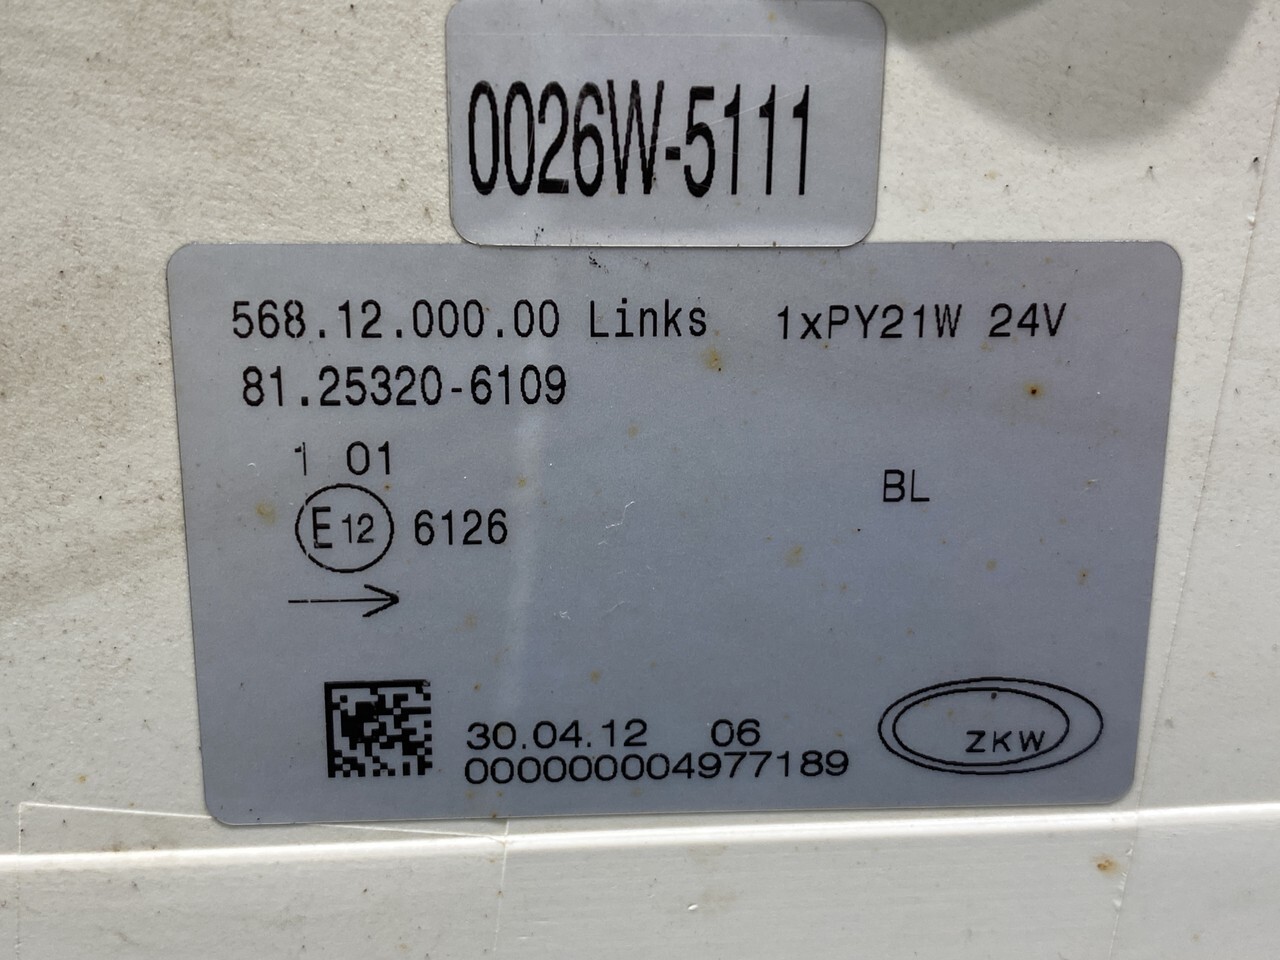 0026W-5111
568.12.000.00 Links 1xPY21W 24V
81.25320-6109
1 01
E12 6126
BL
30.04.12 06
000000004977189
ZKW